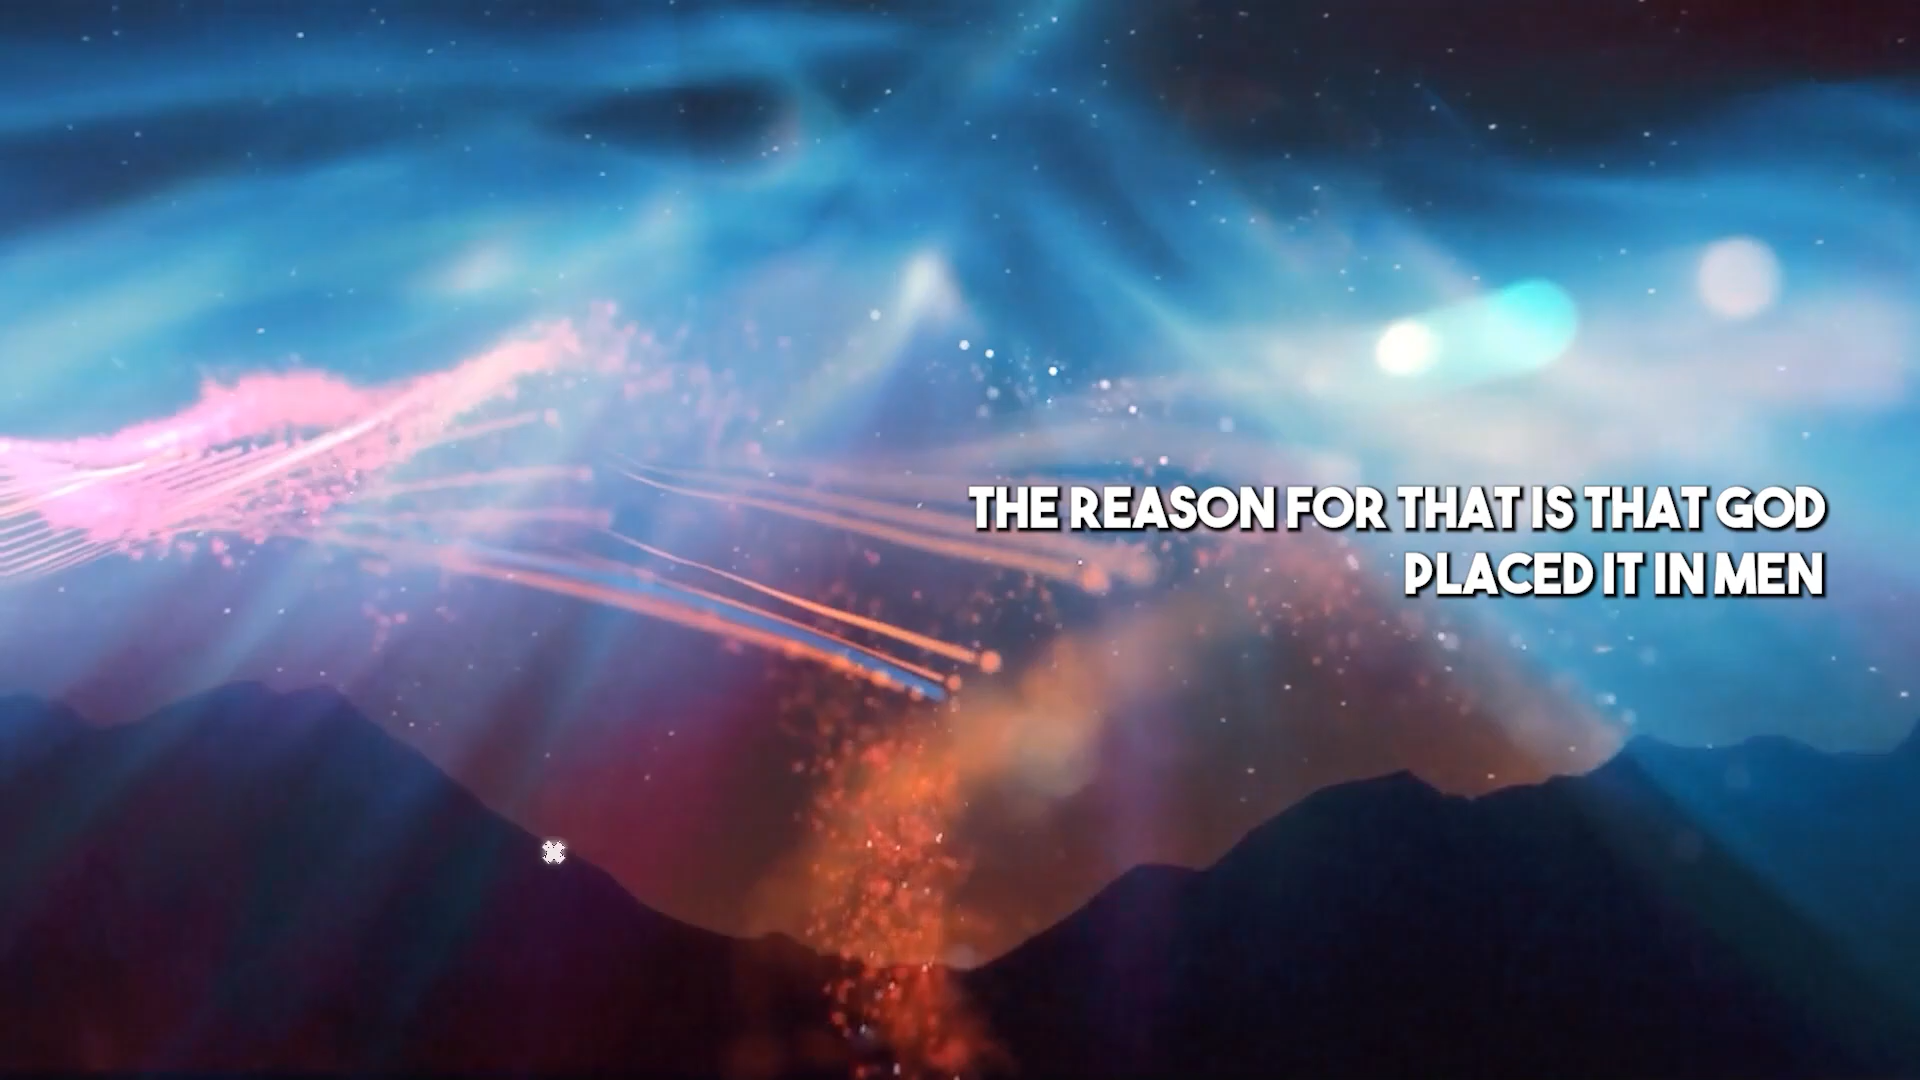 THE REASON FOR THAT IS THAT GOD
PLACED IT IN MEN